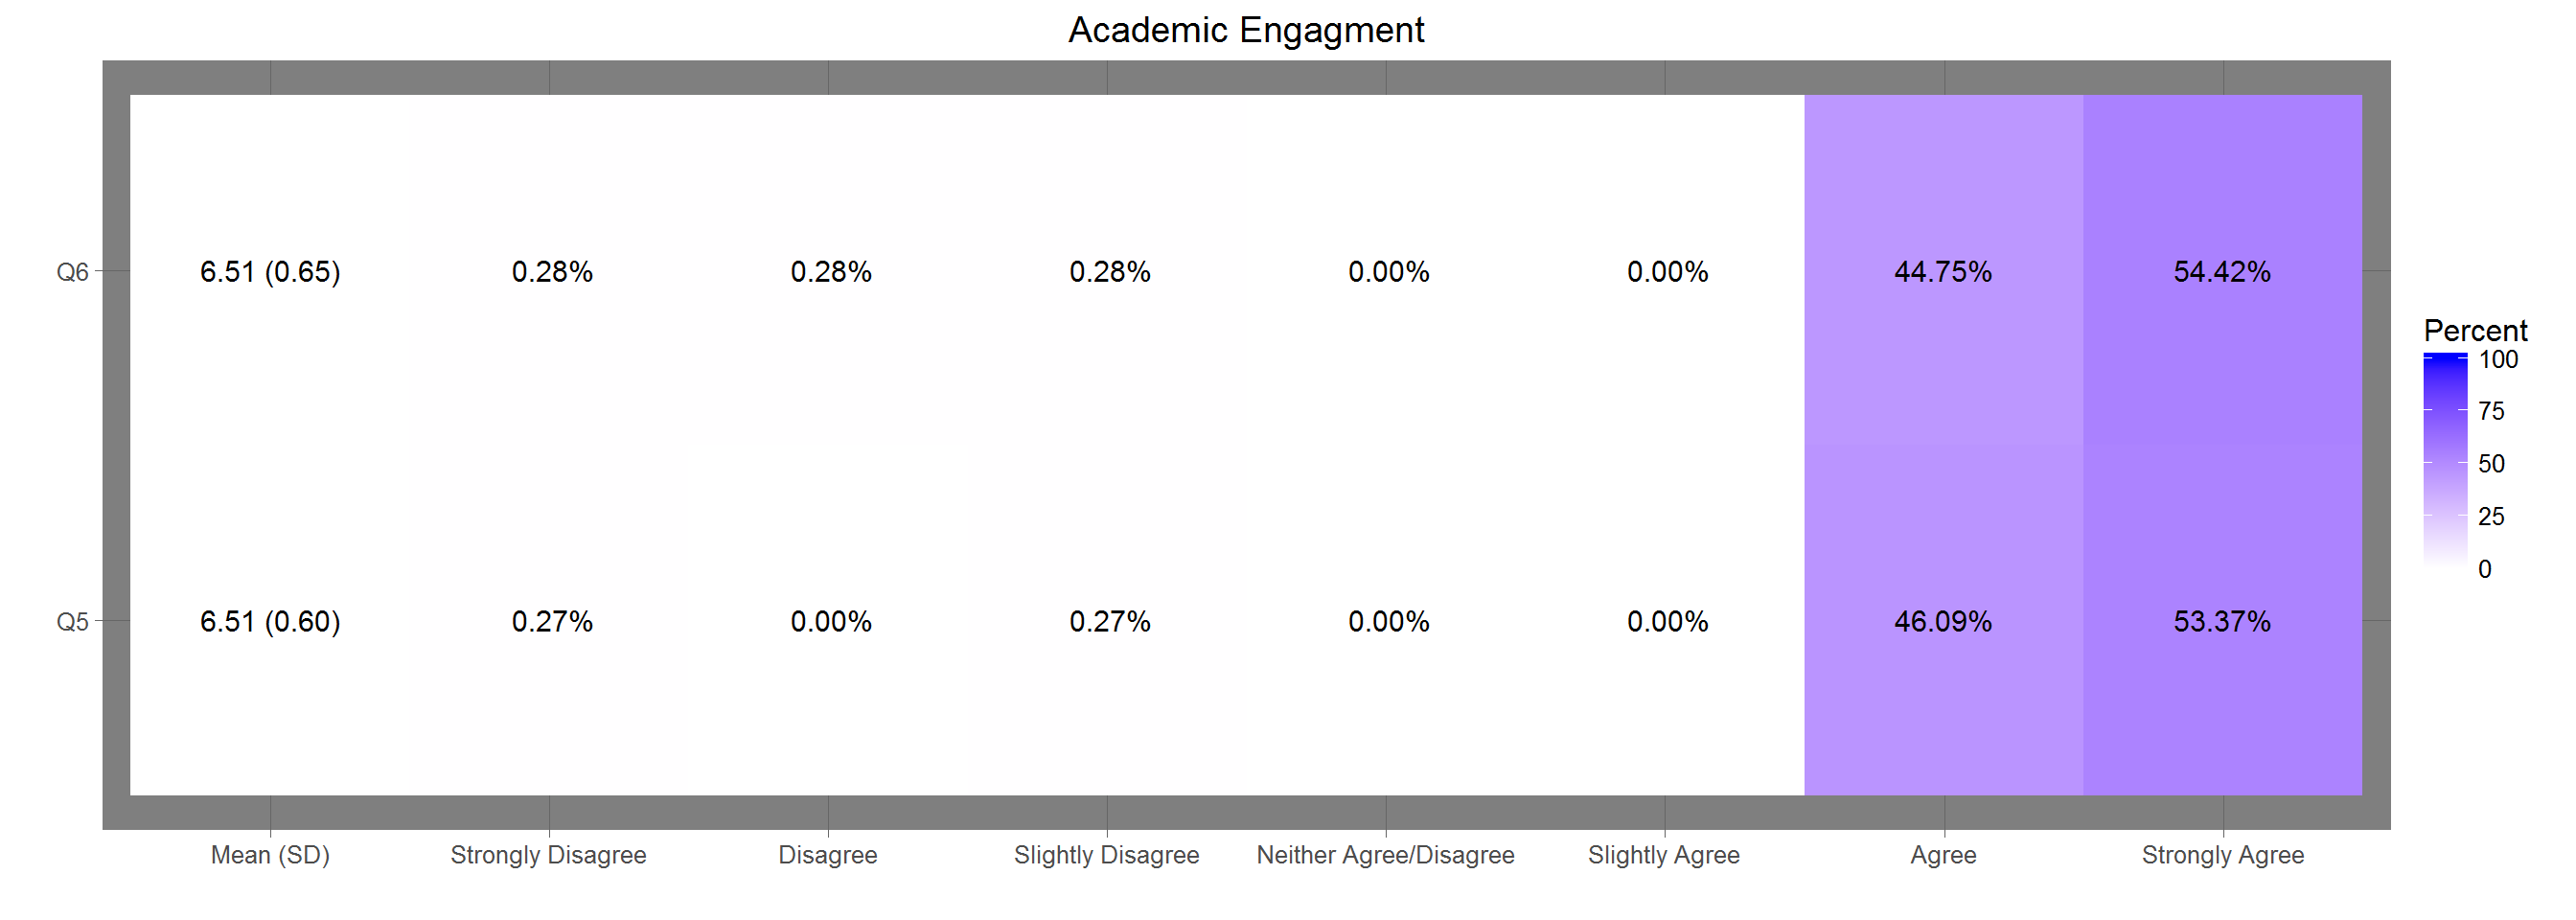 Academic Engagment
Q6 6.51 (0.65) 0.28% 0.28% 0.28% 0.00% 0.00% 44.75% 54.42%
Q5 6.51 (0.60) 0.27% 0.00% 0.27% 0.00% 0.00% 46.09% 53.37%
Mean (SD) Strongly Disagree Disagree Slightly Disagree Neither Agree/Disagree Slightly Agree Agree Strongly Agree
Percent
100
75
50
25
0